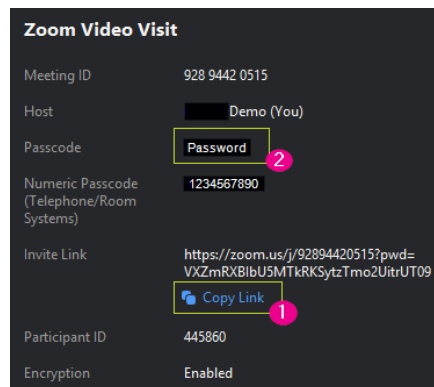 Zoom Video Visit
Meeting ID 928 9442 0515
Host Demo (You)
Passcode Password
2
Numeric Passcode 1234567890
(Telephone/Room
Systems)
Invite Link https://zoom.us/j/92894420515?pwd=
VXZmRXBIbU5MTkRKSytzTmo2UitrUT09
Copy Link
1
Participant ID 445860
Encryption Enabled